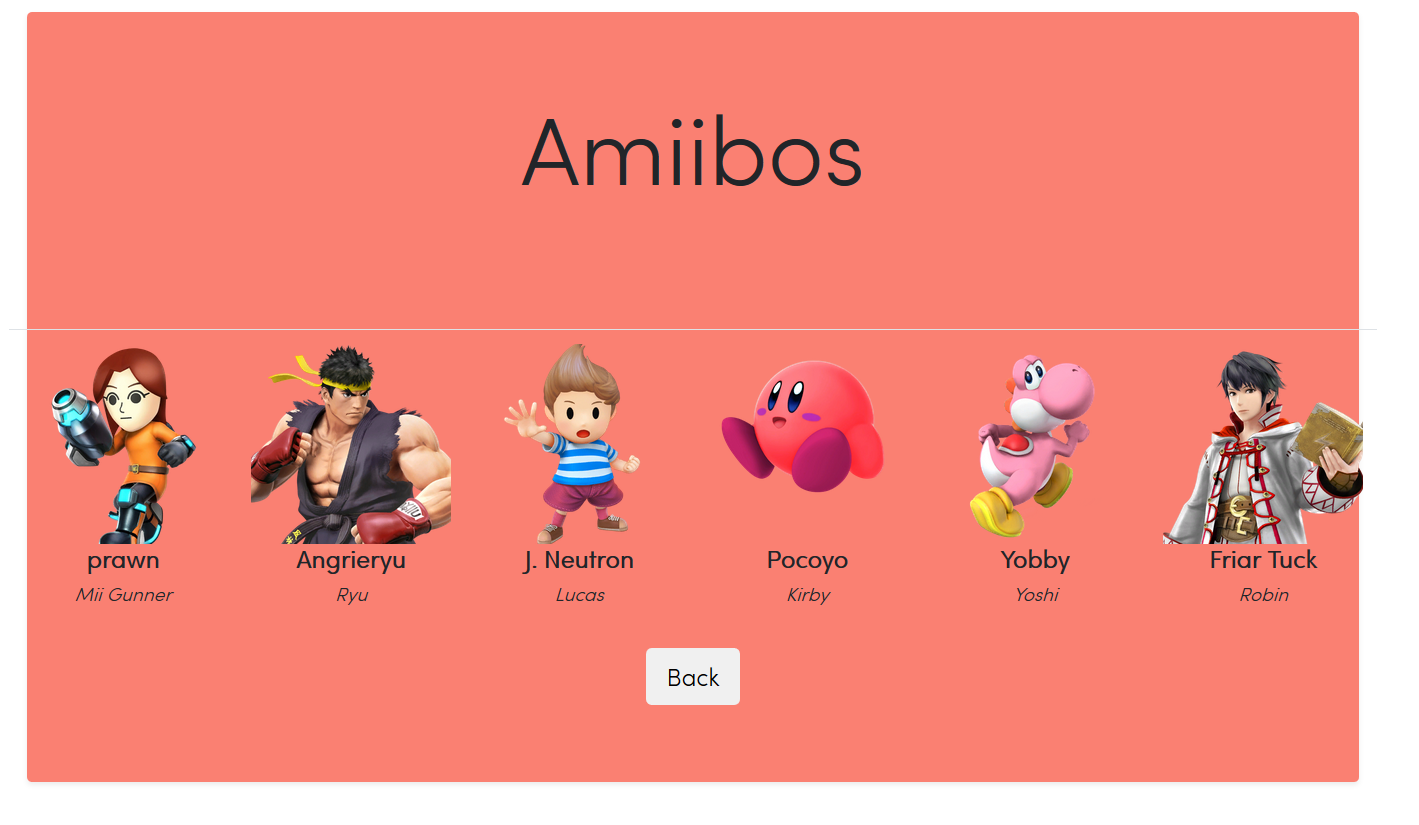 Amiibos
prawn
Mii Gunner
Angrieryu
Ryu
J. Neutron
Lucas
Pocoyo
Kirby
Yobby
Yoshi
Friar Tuck
Robin
Back